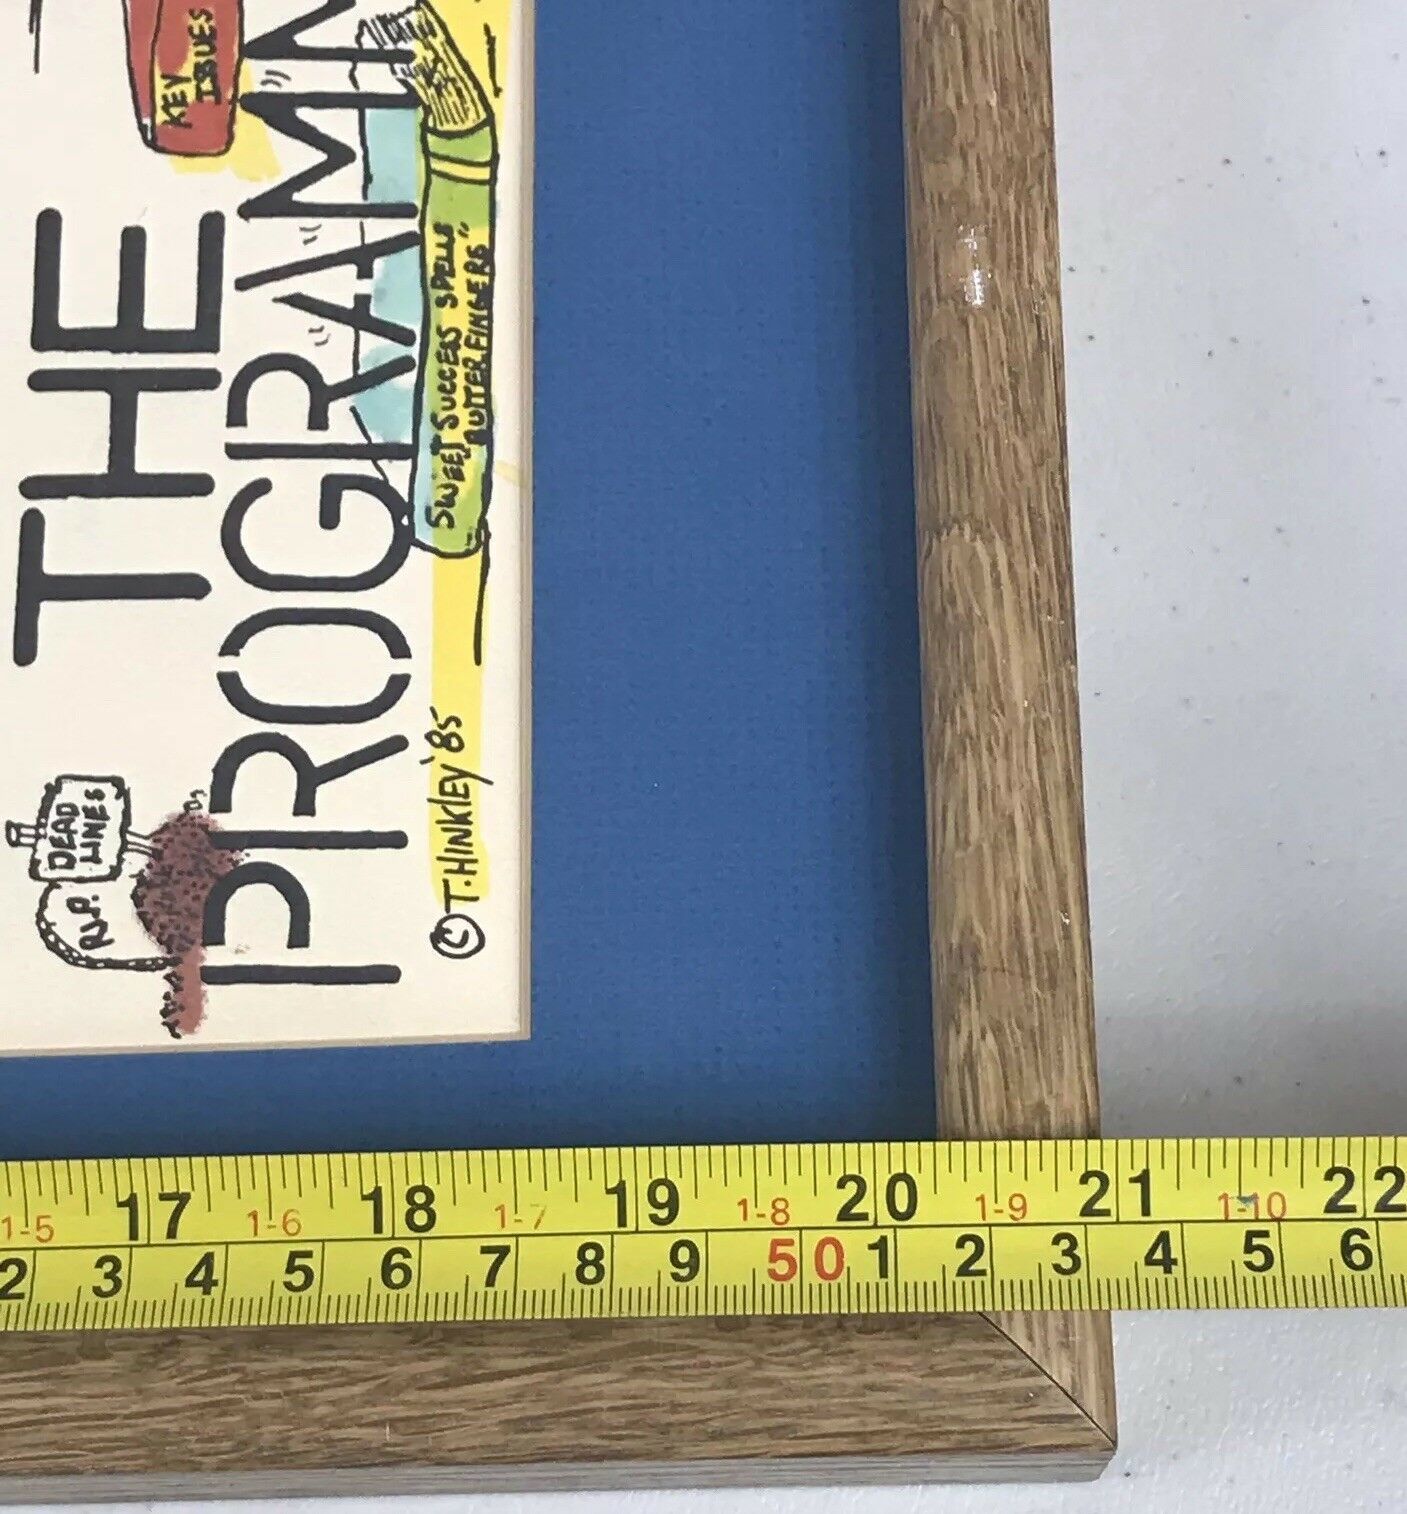 KEY
ISUES
THE
PROGRAM
SWEET SUCCESS SPELLS
BUTTERFINGERS"
DEAD
LINES
R.I.P.
© T. HINKLEY '85
1-5 17 1-6 18 1-7 19 1-8 20 1-9 21 1-10 22
2 3 4 5 6 7 8 9 50 1 2 3 4 5 6